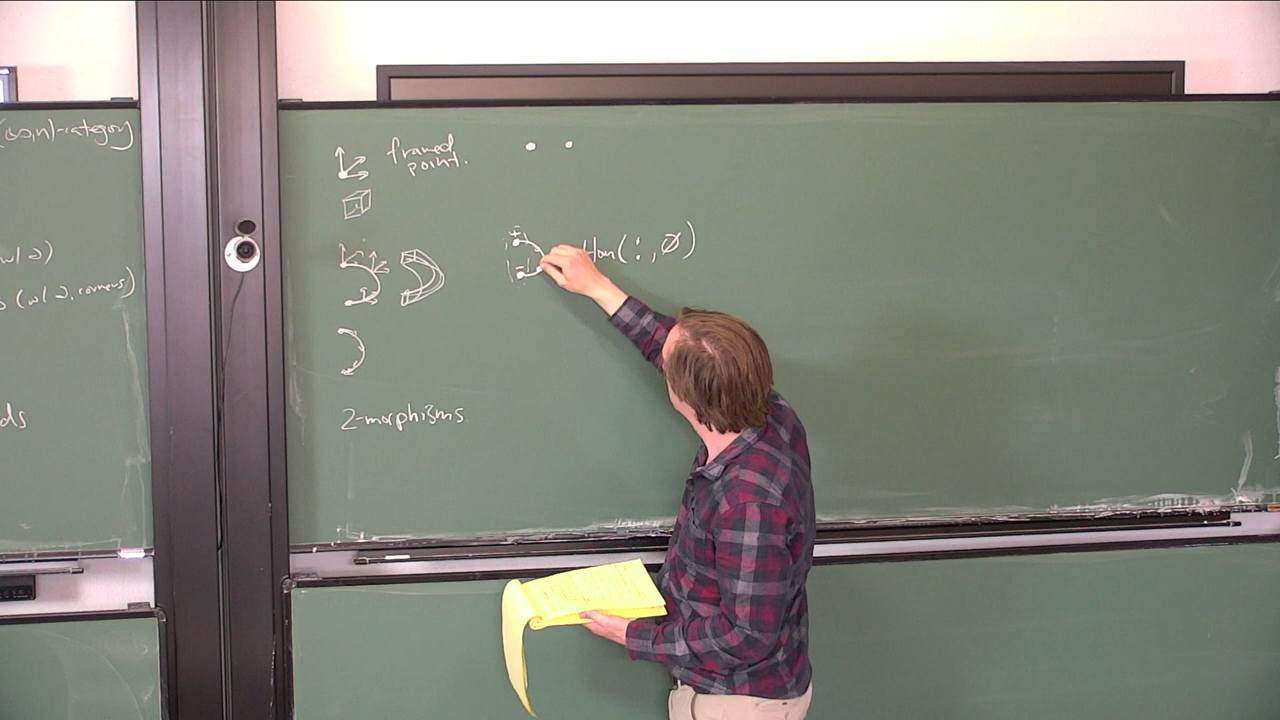 (∞,n)-category
w/ ∂)
(w/ ∂, corners)
ds
framed
point.
+
−
Hom( : , ∅ )
2-morphisms